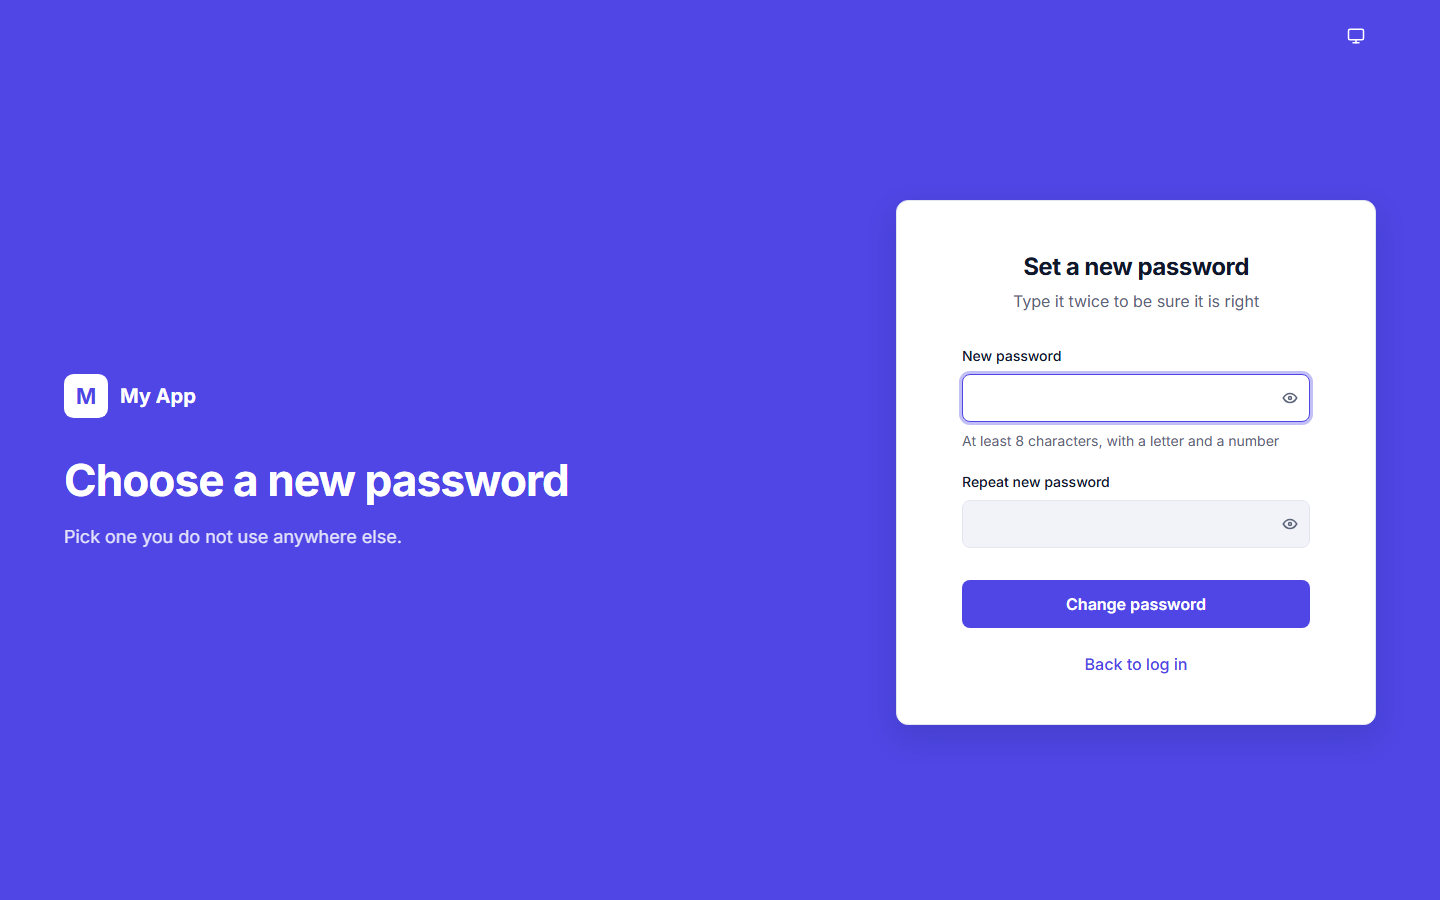 M
My App
Choose a new password
Pick one you do not use anywhere else.
Set a new password
Type it twice to be sure it is right
New password
At least 8 characters, with a letter and a number
Repeat new password
Change password
Back to log in